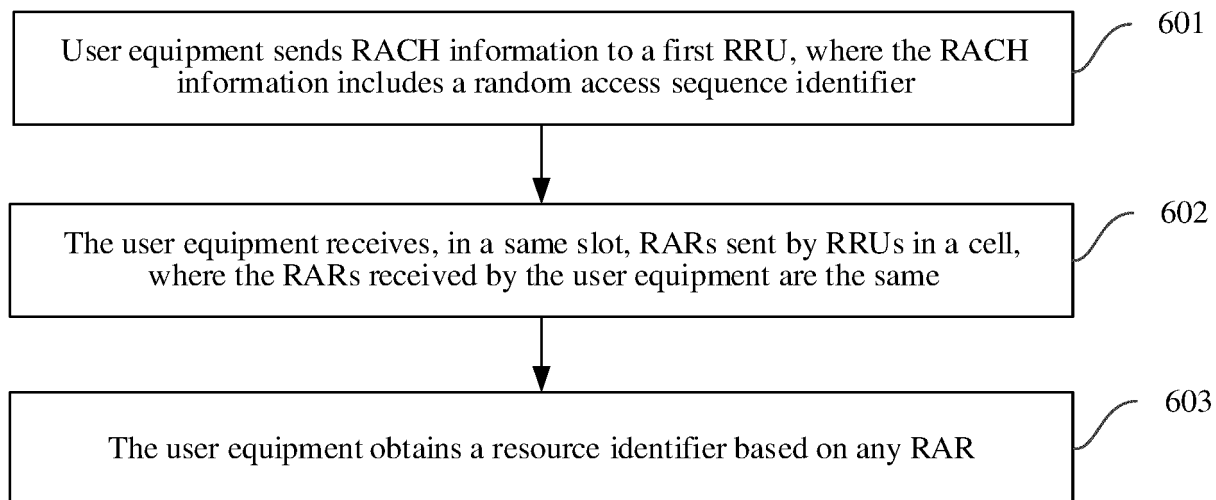 601
User equipment sends RACH information to a first RRU, where the RACH
information includes a random access sequence identifier
602
The user equipment receives, in a same slot, RARs sent by RRUs in a cell,
where the RARs received by the user equipment are the same
603
The user equipment obtains a resource identifier based on any RAR